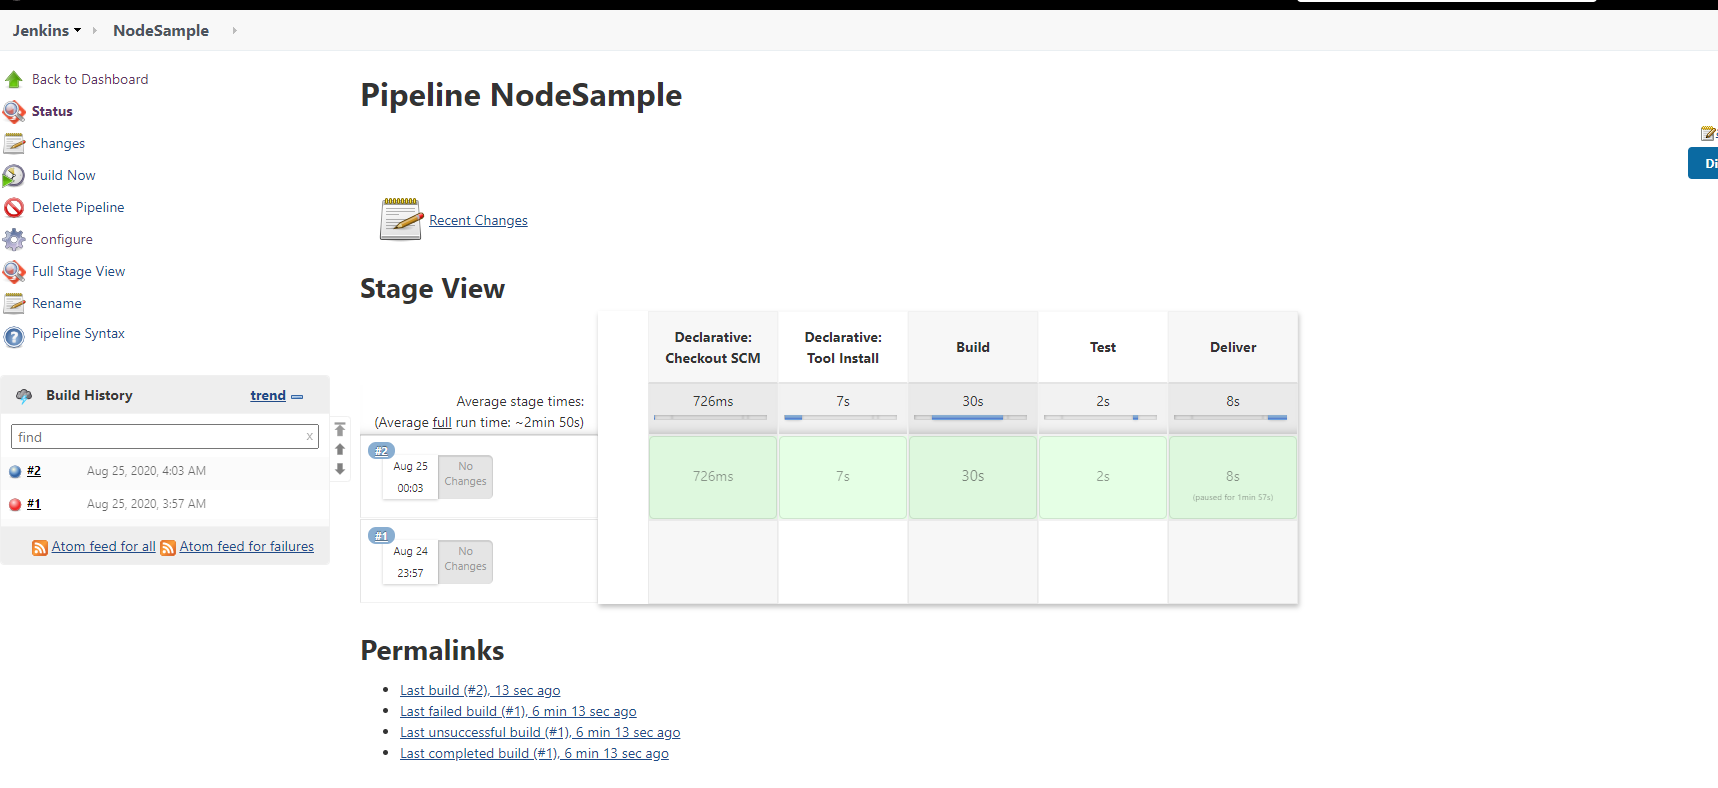 Jenkins
NodeSample
Back to Dashboard
Status
Changes
Build Now
Delete Pipeline
Configure
Full Stage View
Rename
Pipeline Syntax
Build History
trend
find
x
#2
Aug 25, 2020, 4:03 AM
#1
Aug 25, 2020, 3:57 AM
Atom feed for all
Atom feed for failures
Pipeline NodeSample
Di
Recent Changes
Stage View
Declarative:
Checkout SCM
Declarative:
Tool Install
Build
Test
Deliver
Average stage times:
(Average full run time: ~2min 50s)
726ms
7s
30s
2s
8s
#2
Aug 25
00:03
No
Changes
726ms
7s
30s
2s
8s
(paused for 1min 57s)
#1
Aug 24
23:57
No
Changes
Permalinks
Last build (#2), 13 sec ago
Last failed build (#1), 6 min 13 sec ago
Last unsuccessful build (#1), 6 min 13 sec ago
Last completed build (#1), 6 min 13 sec ago